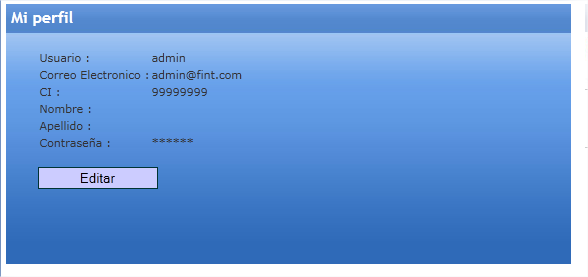 Mi perfil
Usuario : admin
Correo Electronico : admin@fint.com
CI : 99999999
Nombre :
Apellido :
Contraseña : ******
Editar